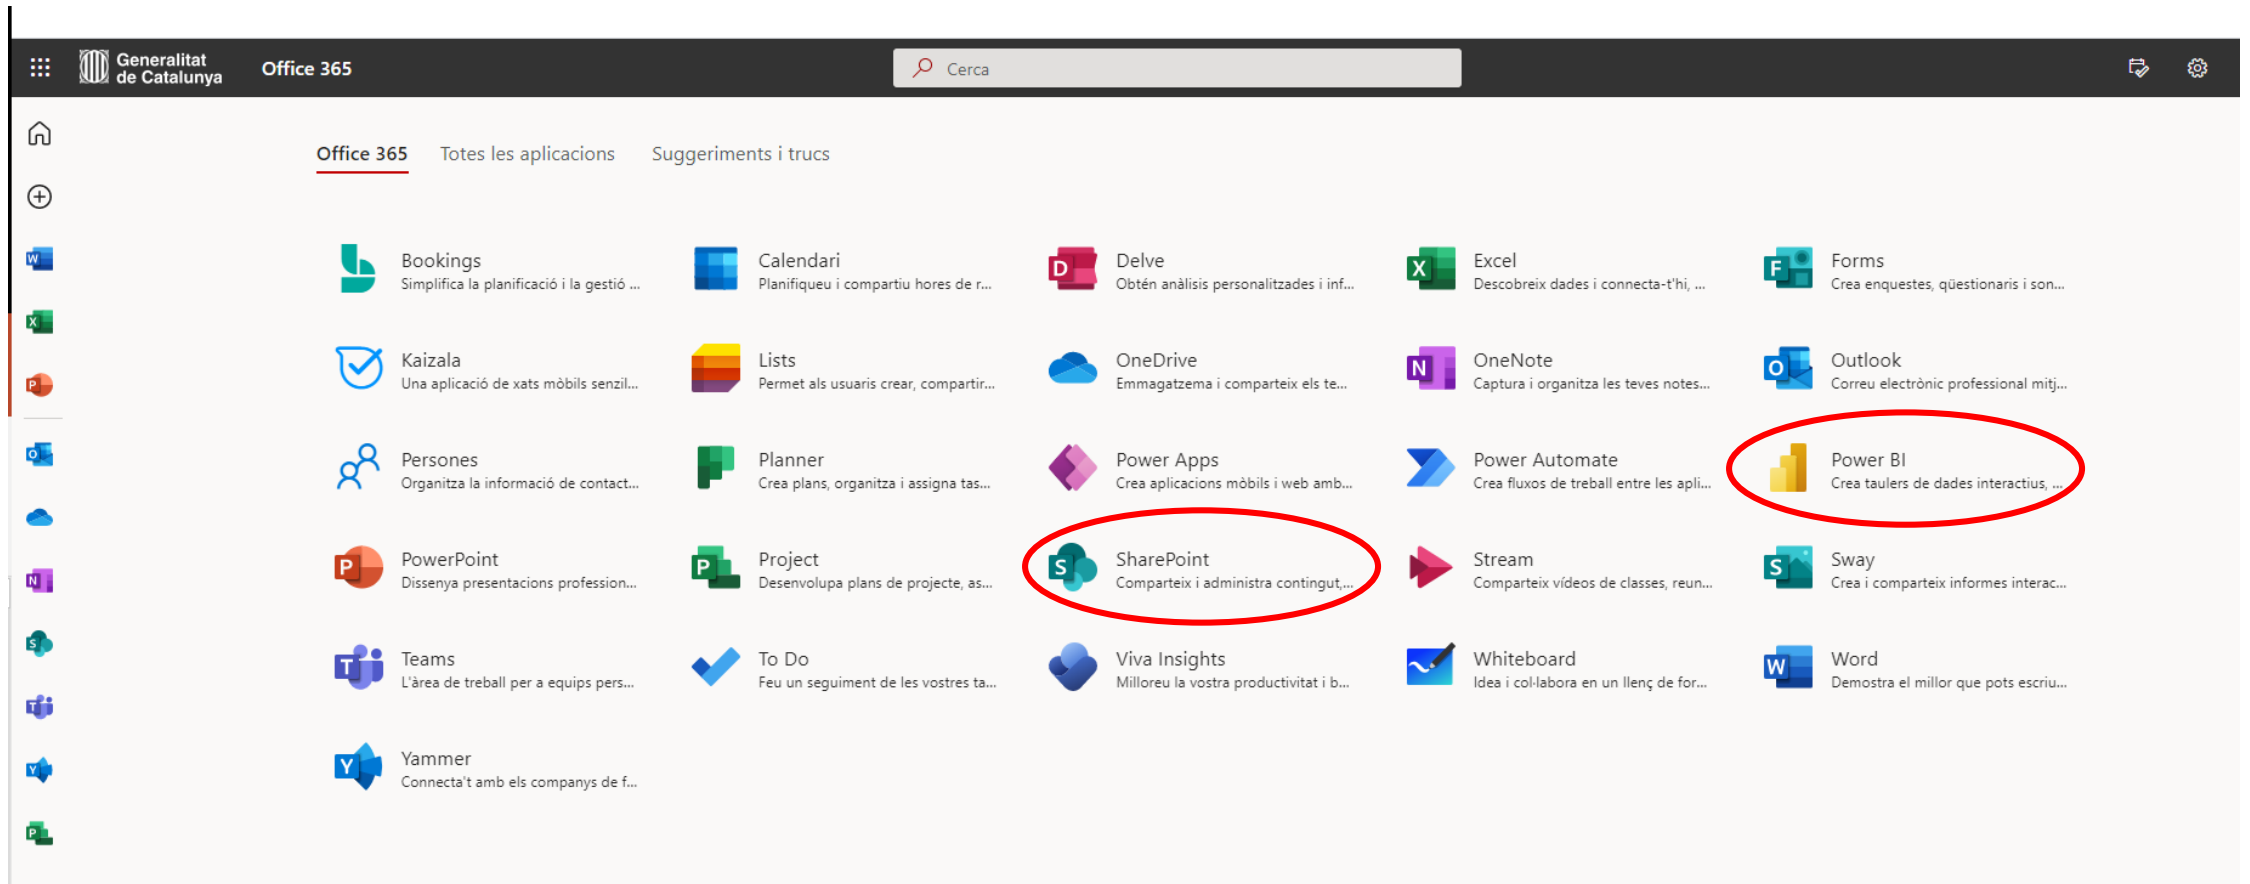 Generalitat
de Catalunya
Office 365
Cerca
Office 365
Totes les aplicacions
Suggeriments i trucs
Bookings
Simplifica la planificació i la gestió ...
Calendari
Planifiqueu i compartiu hores de r...
Delve
Obtén anàlisis personalitzades i inf...
Excel
Descobreix dades i connecta-t'hi, ...
Forms
Crea enquestes, qüestionaris i son...
Kaizala
Una aplicació de xats mòbils senzil...
Lists
Permet als usuaris crear, compartir...
OneDrive
Emmagatzema i comparteix els te...
OneNote
Captura i organitza les teves notes...
Outlook
Correu electrònic professional mitj...
Persones
Organitza la informació de contact...
Planner
Crea plans, organitza i assigna tas...
Power Apps
Crea aplicacions mòbils i web amb...
Power Automate
Crea fluxos de treball entre les apli...
Power BI
Crea taulers de dades interactius, ...
PowerPoint
Dissenya presentacions profession...
Project
Desenvolupa plans de projecte, as...
SharePoint
Comparteix i administra contingut,...
Stream
Comparteix vídeos de classes, reun...
Sway
Crea i comparteix informes interac...
Teams
L'àrea de treball per a equips pers...
To Do
Feu un seguiment de les vostres ta...
Viva Insights
Milloreu la vostra productivitat i b...
Whiteboard
Idea i col·labora en un llenç de for...
Word
Demostra el millor que pots escriu...
Yammer
Connecta't amb els companys de f...